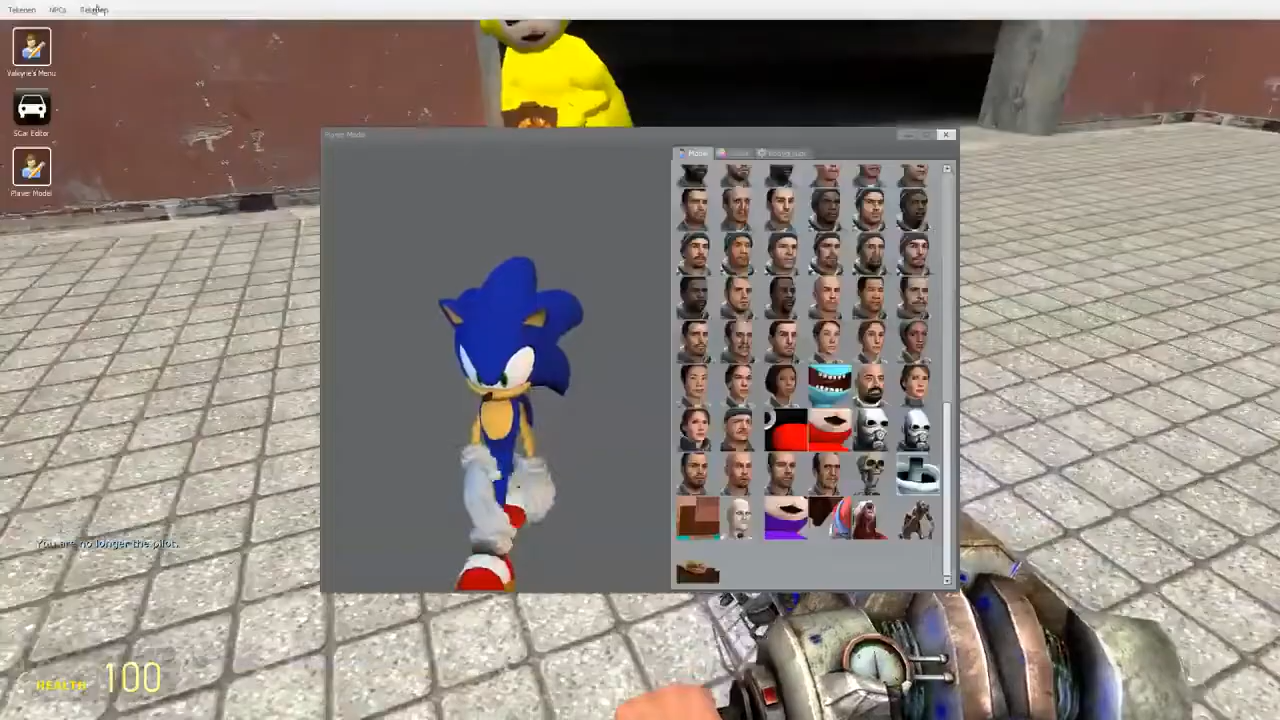 Tekenen NPCs
Valkyrie's Menu
SCar Editor
Player Model
Player Model
Model
You are no longer the pilot.
HEALTH 100